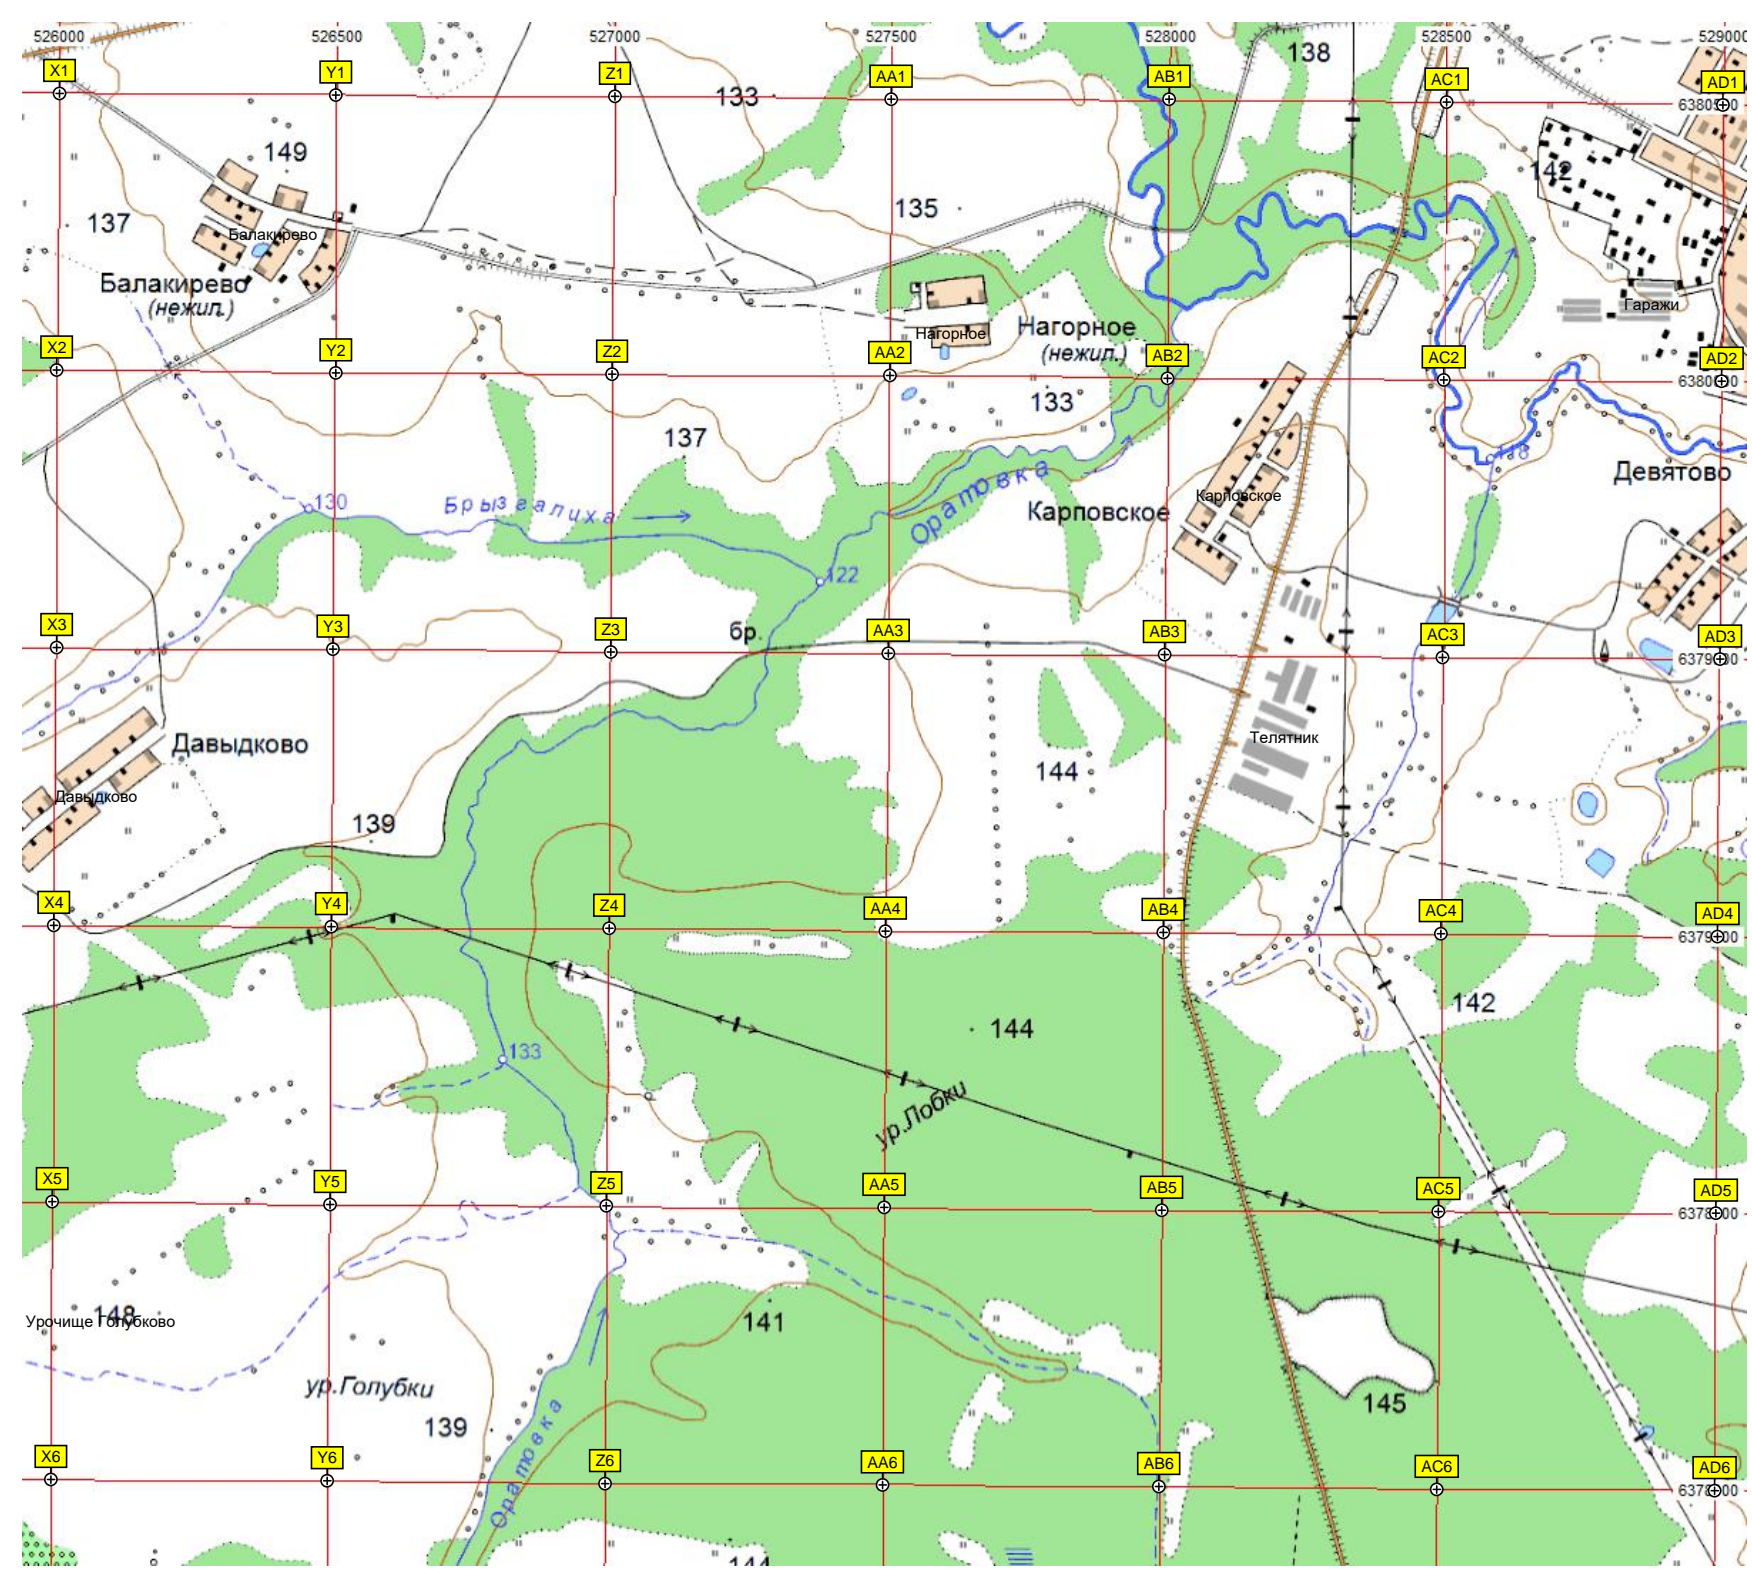 526000 526500 527000 527500 528000 528500 529000
138
X1 Y1 Z1 AA1 AB1 AC1 AD1
133
149
142
137
135
Балакирево
Балакирево
(нежил.)
Гаражи
Нагорное
Нагорное
(нежил.)
X2 Y2 Z2 AA2 AB2 AC2 AD2
133
137
118
Девятово
Оратовка
Карповское
130
Брызгалиха
Карповское
122
бр.
X3 Y3 Z3 AA3 AB3 AC3 AD3
Давыдково
Телятник
144
Давыдково
139
X4 Y4 Z4 AA4 AB4 AC4 AD4
142
144
133
ур.Лобки
X5 Y5 Z5 AA5 AB5 AC5 AD5
148
Урочище Голубково
141
ур.Голубки
145
139
Оратовка
X6 Y6 Z6 AA6 AB6 AC6 AD6